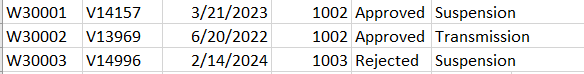 W30001 V14157 3/21/2023 1002 Approved Suspension
W30002 V13969 6/20/2022 1002 Approved Transmission
W30003 V14996 2/14/2024 1003 Rejected Suspension